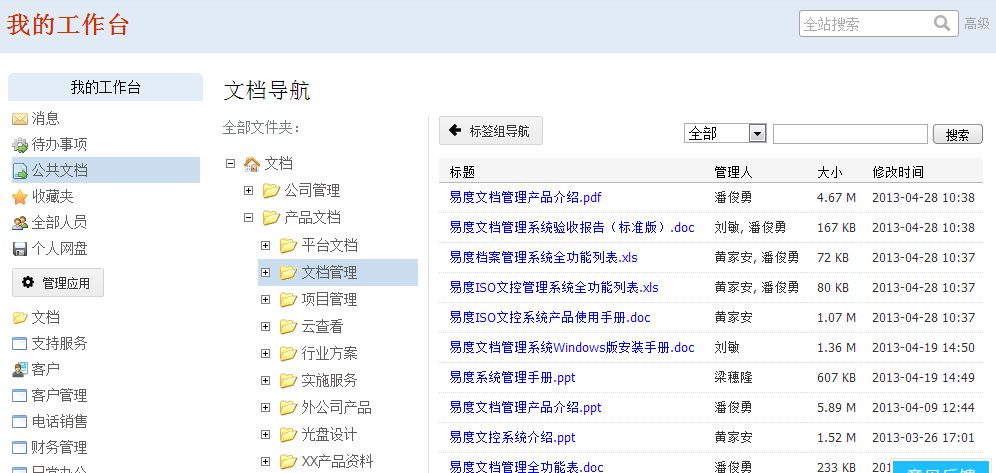 我的工作台
全站搜索
高级
我的工作台
消息
待办事项
公共文档
收藏夹
全部人员
个人网盘
管理应用
文档
支持服务
客户
客户管理
电话销售
财务管理
日常办公
文档导航
全部文件夹：
文档
公司管理
产品文档
平台文档
文档管理
项目管理
云查看
行业方案
实施服务
外公司产品
光盘设计
XX产品资料
标签组导航
全部
搜索
标题 管理人 大小 修改时间
易度文档管理产品介绍.pdf 潘俊勇 4.67 M 2013-04-28 10:38
易度文档管理系统验收报告（标准版）.doc 刘敏, 潘俊勇 167 KB 2013-04-28 10:38
易度档案管理系统全功能列表.xls 黄家安, 潘俊勇 72 KB 2013-04-28 10:37
易度ISO文控管理系统全功能列表.xls 黄家安, 潘俊勇 80 KB 2013-04-28 10:37
易度ISO文控系统产品使用手册.doc 黄家安 1.07 M 2013-04-28 10:37
易度文档管理系统Windows版安装手册.doc 刘敏 1.36 M 2013-04-19 14:50
易度系统管理手册.ppt 梁穗隆 607 KB 2013-04-19 14:49
易度文档管理产品介绍.ppt 潘俊勇 5.89 M 2013-04-09 12:44
易度文控系统介绍.ppt 黄家安 1.52 M 2013-03-26 17:01
易度文档管理全功能表.doc 潘俊勇 233 KB 201
意见反馈